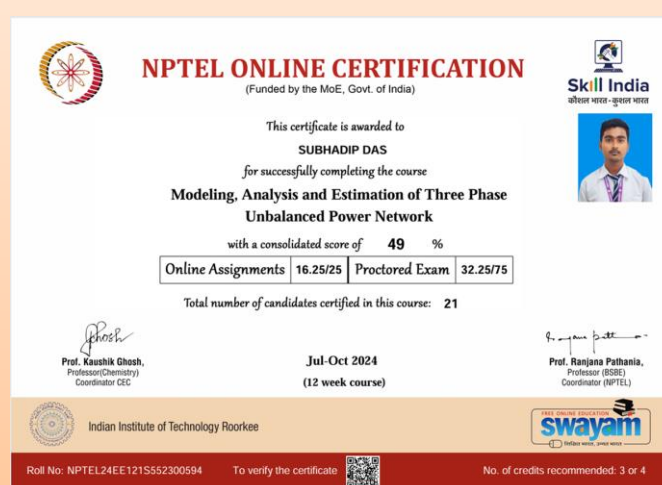 NPTEL ONLINE CERTIFICATION
(Funded by the MoE, Govt. of India)
Skill India
कौशल भारत - कुशल भारत
This certificate is awarded to
SUBHADIP DAS
for successfully completing the course
Modeling, Analysis and Estimation of Three Phase
Unbalanced Power Network
with a consolidated score of 49 %
Online Assignments 16.25/25 Proctored Exam 32.25/75
Total number of candidates certified in this course: 21
Prof. Kaushik Ghosh,
Professor(Chemistry)
Coordinator CEC
Jul-Oct 2024
(12 week course)
Prof. Ranjana Pathania,
Professor (BSBE)
Coordinator (NPTEL)
Indian Institute of Technology Roorkee
FREE ONLINE EDUCATION
swayam
शिक्षित भारत, उन्नत भारत
Roll No: NPTEL24EE121S552300594 To verify the certificate No. of credits recommended: 3 or 4